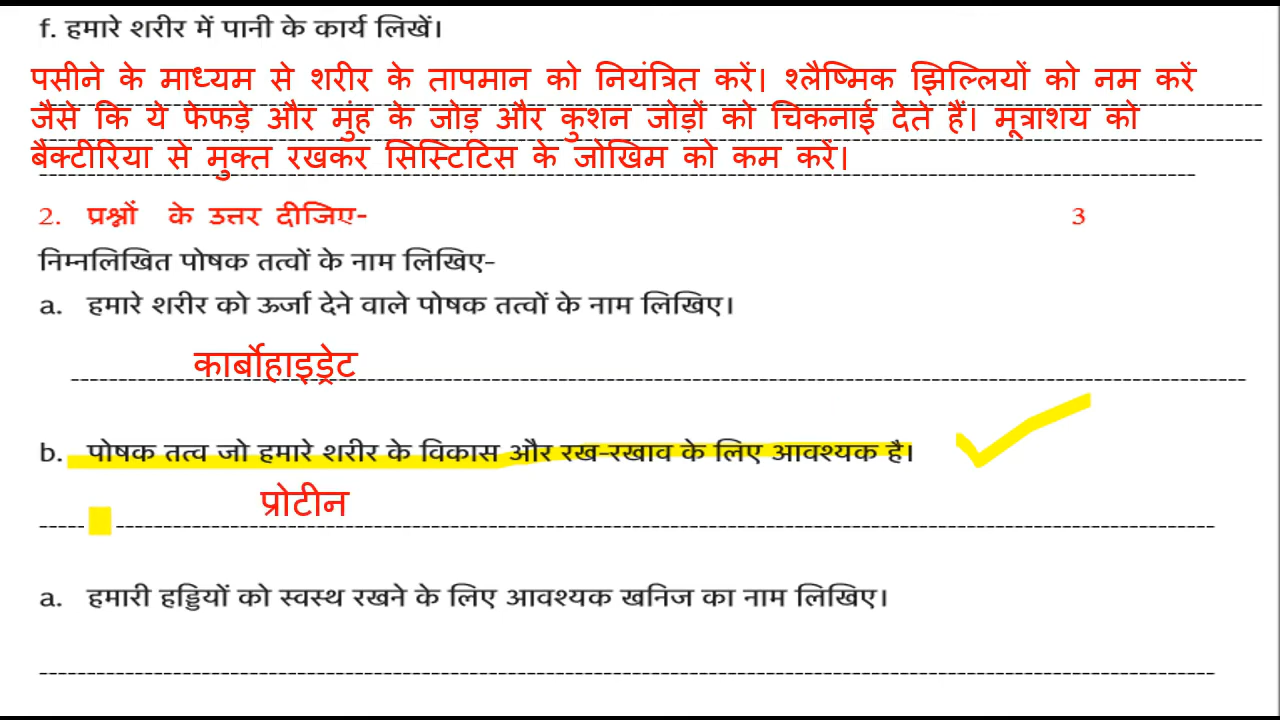 f. हमारे शरीर में पानी के कार्य लिखें।
पसीने के माध्यम से शरीर के तापमान को नियंत्रित करें। श्लैष्मिक झिल्लियों को नम करें
जैसे कि ये फेफड़े और मुंह के जोड़ और कुशन जोड़ों को चिकनाई देते हैं। मूत्राशय को
बैक्टीरिया से मुक्त रखकर सिस्टिटिस के जोखिम को कम करें।
2. प्रश्नों के उत्तर दीजिए- 3
निम्नलिखित पोषक तत्वों के नाम लिखिए-
a. हमारे शरीर को ऊर्जा देने वाले पोषक तत्वों के नाम लिखिए।
कार्बोहाइड्रेट
b. पोषक तत्व जो हमारे शरीर के विकास और रख-रखाव के लिए आवश्यक है।
प्रोटीन
a. हमारी हड्डियों को स्वस्थ रखने के लिए आवश्यक खनिज का नाम लिखिए।